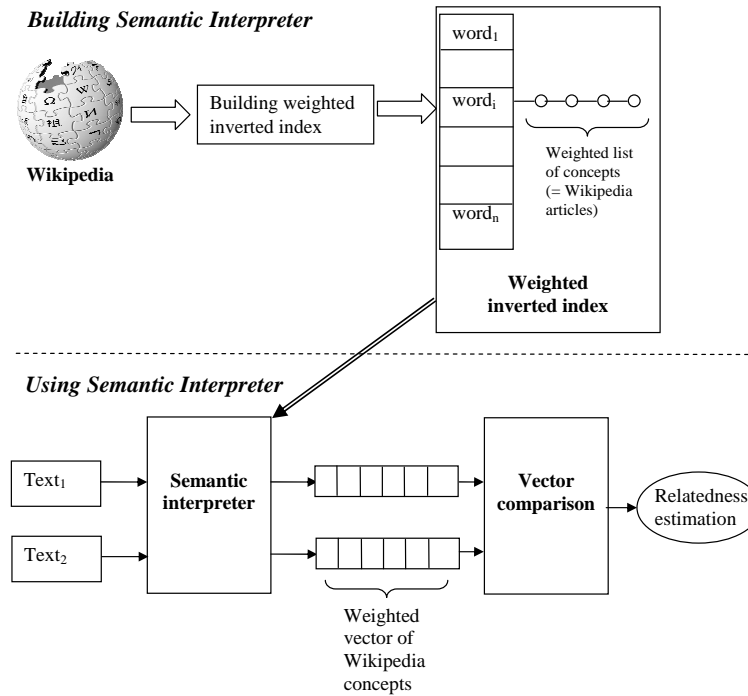 Building Semantic Interpreter
Wikipedia
Building weighted
inverted index
word1
wordi
wordn
Weighted list
of concepts
(= Wikipedia
articles)
Weighted
inverted index
Using Semantic Interpreter
Text1
Text2
Semantic
interpreter
Weighted
vector of
Wikipedia
concepts
Vector
comparison
Relatedness
estimation